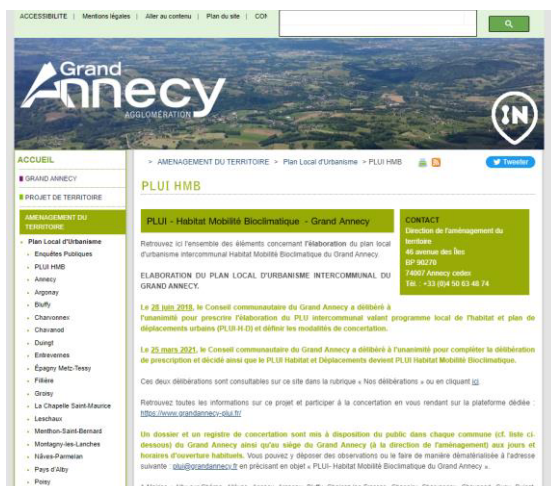 ACCESSIBILITE | Mentions légales | Aller au contenu | Plan du site | CON
Grand
Annecy
AGGLOMÉRATION
IN
ACCUEIL
GRAND ANNECY
PROJET DE TERRITOIRE
AMENAGEMENT DU
TERRITOIRE
Plan Local d'Urbanisme
Enquêtes Publiques
PLUI HMB
Annecy
Argonay
Bluffy
Charvonnex
Chavanod
Duingt
Entrevernes
Épagny Metz-Tessy
Fillière
Groisy
La Chapelle Saint-Maurice
Leschaux
Menthon-Saint-Bernard
Montagny-les-Lanches
Nâves-Parmelan
Pays d'Alby
Poisy
> AMENAGEMENT DU TERRITOIRE > Plan Local d'Urbanisme > PLUI HMB
Tweeter
PLUI HMB
PLUI - Habitat Mobilité Bioclimatique - Grand Annecy
Retrouvez ici l'ensemble des éléments concernant l'élaboration du plan local
d'urbanisme intercommunal Habitat Mobilité Bioclimatique du Grand Annecy.
ELABORATION DU PLAN LOCAL D'URBANISME INTERCOMMUNAL DU
GRAND ANNECY.
CONTACT
Direction de l'aménagement du
territoire
46 avenue des Îles
BP 90270
74007 Annecy cedex
Tél. : +33 (0)4 50 63 48 74
Le 28 juin 2018, le Conseil communautaire du Grand Annecy a délibéré à
l'unanimité pour prescrire l'élaboration du PLU intercommunal valant programme local de l'habitat et plan de
déplacements urbains (PLUI-H-D) et définir les modalités de concertation.
Le 25 mars 2021, le Conseil communautaire du Grand Annecy a délibéré à l'unanimité pour compléter la délibération
de prescription et décidé ainsi que le PLUI Habitat et Déplacements devient PLUI Habitat Mobilité Bioclimatique.
Ces deux délibérations sont consultables sur ce site dans la rubrique « Nos délibérations » ou en cliquant ici.
Retrouvez toutes les informations sur ce projet et participer à la concertation en vous rendant sur la plateforme dédiée :
https://www.grandannecy-plui.fr/
Un dossier et un registre de concertation sont mis à disposition du public dans chaque commune (cf. liste ci-
dessous) du Grand Annecy ainsi qu'au siège du Grand Annecy (à la direction de l'aménagement) aux jours et
horaires d'ouverture habituels. Vous pouvez y déposer des observations ou le faire de manière dématérialisée à l'adresse
suivante : plui@grandannecy.fr en précisant en objet « PLUI- Habitat Mobilité Bioclimatique du Grand Annecy ».